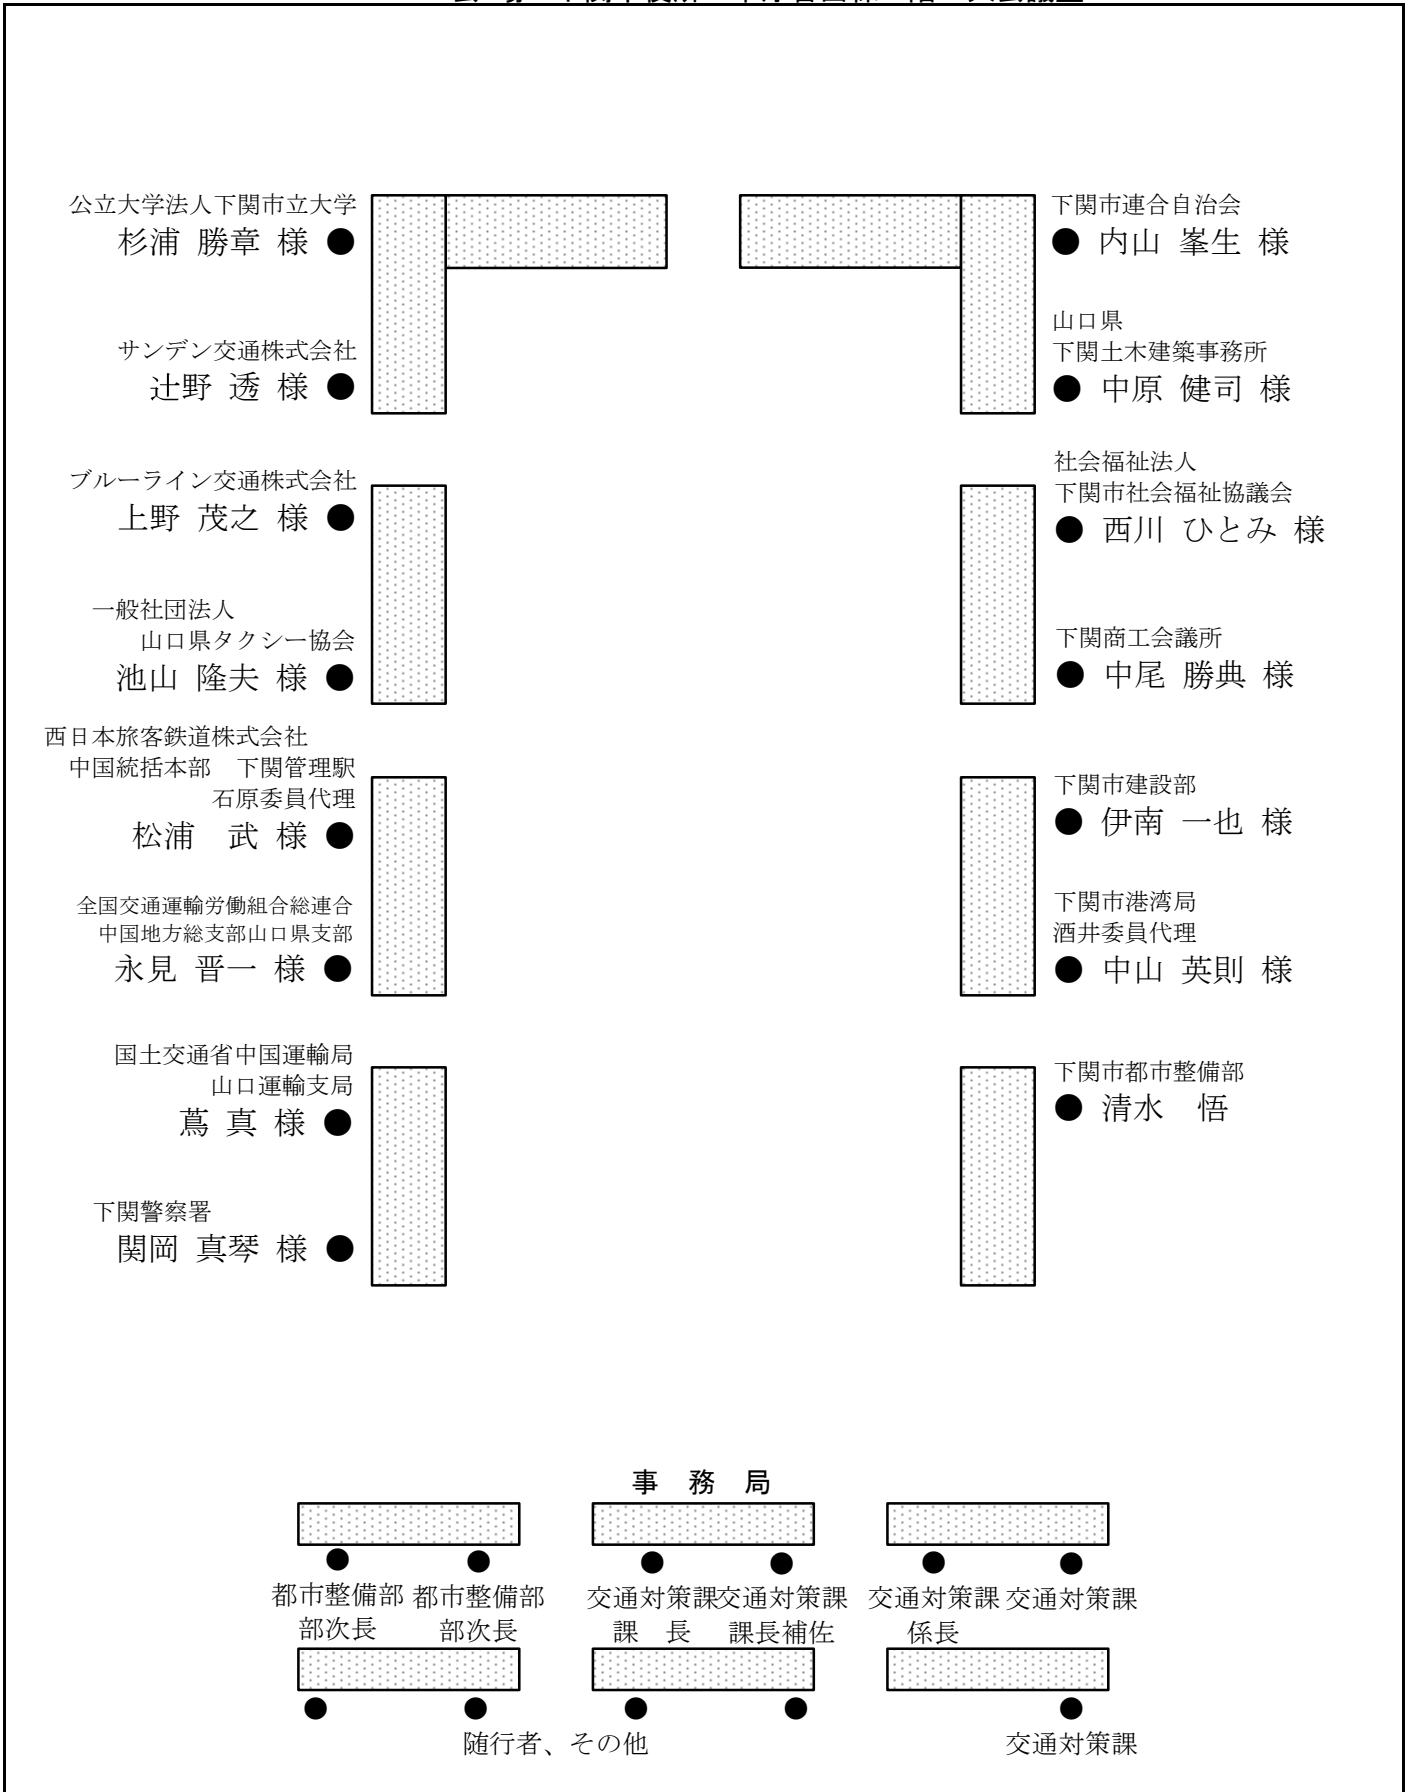 公立大学法人下関市立大学
杉浦 勝章 様 ●
サンデン交通株式会社
辻野 透 様 ●
ブルーライン交通株式会社
上野 茂之 様 ●
一般社団法人
山口県タクシー協会
池山 隆夫 様 ●
西日本旅客鉄道株式会社
中国統括本部　下関管理駅
石原委員代理
松浦　武 様 ●
全国交通運輸労働組合総連合
中国地方総支部山口県支部
永見 晋一 様 ●
国土交通省中国運輸局
山口運輸支局
蔦 真 様 ●
下関警察署
関岡 真琴 様 ●
下関市連合自治会
● 内山 峯生 様
山口県
下関土木建築事務所
● 中原 健司 様
社会福祉法人
下関市社会福祉協議会
● 西川 ひとみ 様
下関商工会議所
● 中尾 勝典 様
下関市建設部
● 伊南 一也 様
下関市港湾局
酒井委員代理
● 中山 英則 様
下関市都市整備部
● 清水　悟
事　務　局
都市整備部 都市整備部 交通対策課 交通対策課 交通対策課 交通対策課
部次長 部次長 課　長 課長補佐 係長
随行者、その他 交通対策課